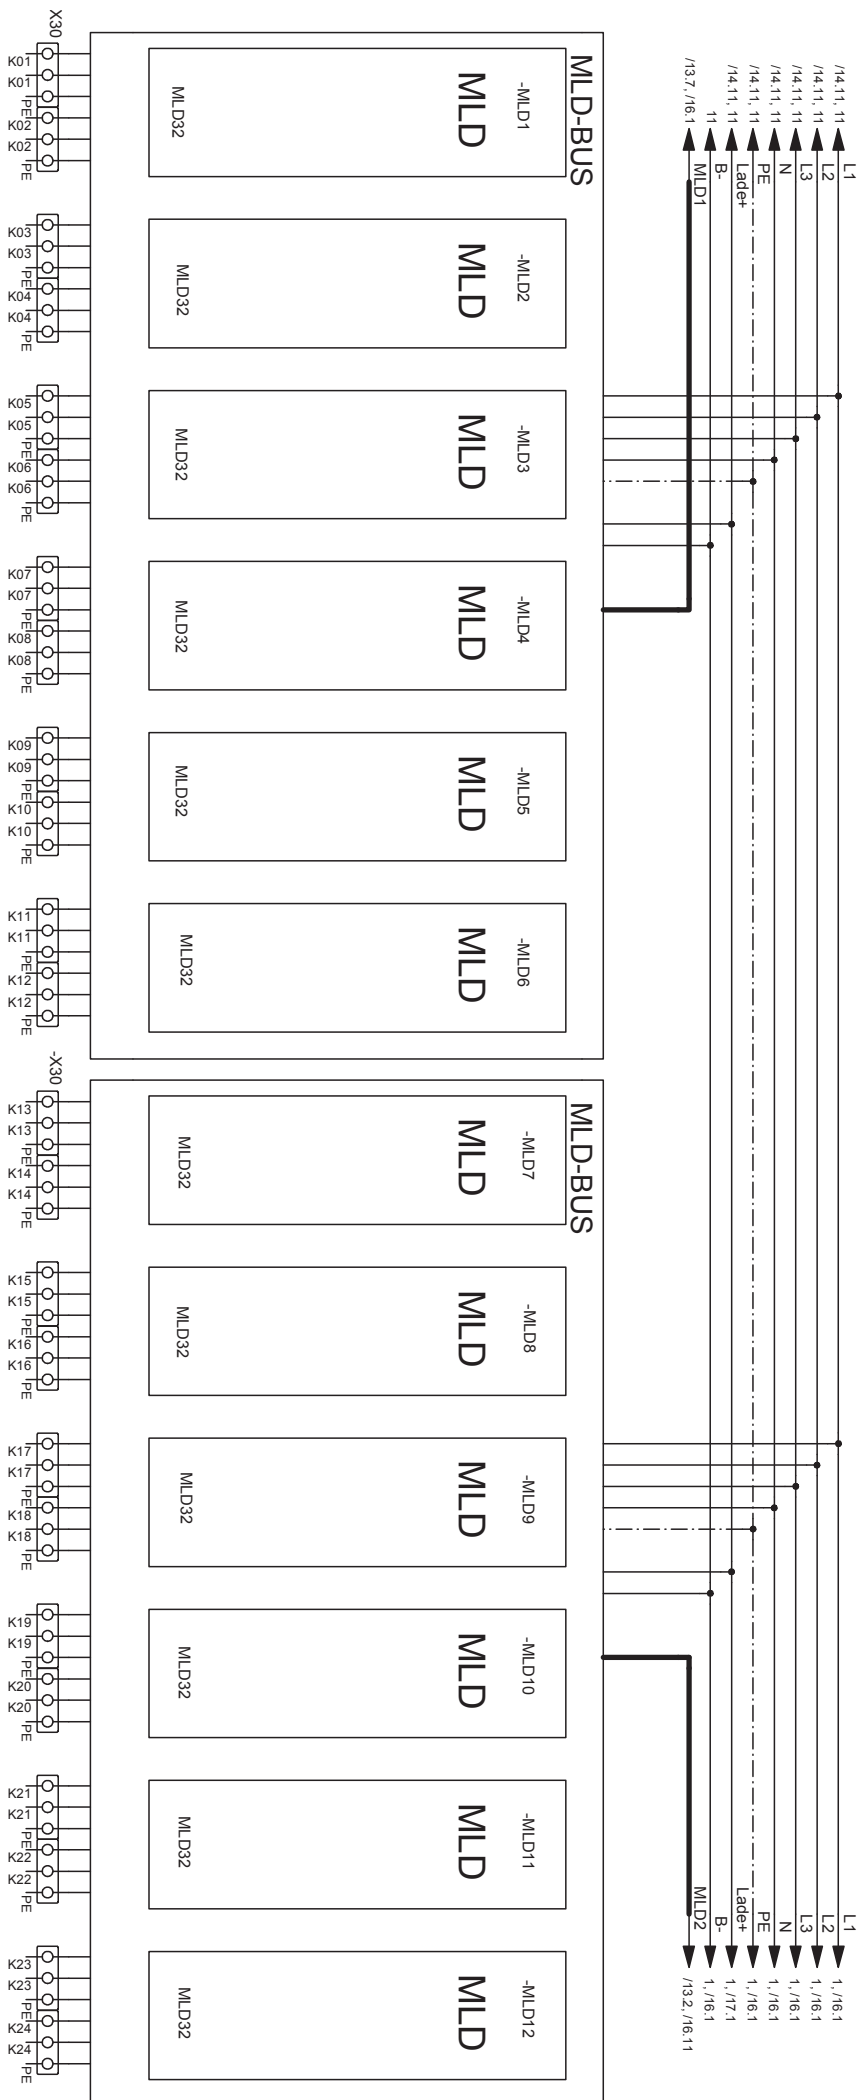 L1 L1
/14.11, 11 1, /16.1
L2 L2
/14.11, 11 1, /16.1
L3 L3
/14.11, 11 1, /16.1
N N
/14.11, 11 1, /16.1
PE PE
/14.11, 11 1, /16.1
Lade+ Lade+
/14.11, 11 1, /17.1
B- B-
11 1, /16.1
MLD1 MLD2
/13.7, /16.1 /13.2, /16.11
MLD-BUS MLD-BUS
-MLD1 -MLD2 -MLD3 -MLD4 -MLD5 -MLD6 -MLD7 -MLD8 -MLD9 -MLD10 -MLD11 -MLD12
MLD MLD MLD MLD MLD MLD MLD MLD MLD MLD MLD MLD
MLD32 MLD32 MLD32 MLD32 MLD32 MLD32 MLD32 MLD32 MLD32 MLD32 MLD32 MLD32
X30 -X30
K01 K01 PE K02 K02 PE K03 K03 PE K04 K04 PE K05 K05 PE K06 K06 PE K07 K07 PE K08 K08 PE K09 K09 PE K10 K10 PE K11 K11 PE K12 K12 PE K13 K13 PE K14 K14 PE K15 K15 PE K16 K16 PE K17 K17 PE K18 K18 PE K19 K19 PE K20 K20 PE K21 K21 PE K22 K22 PE K23 K23 PE K24 K24 PE